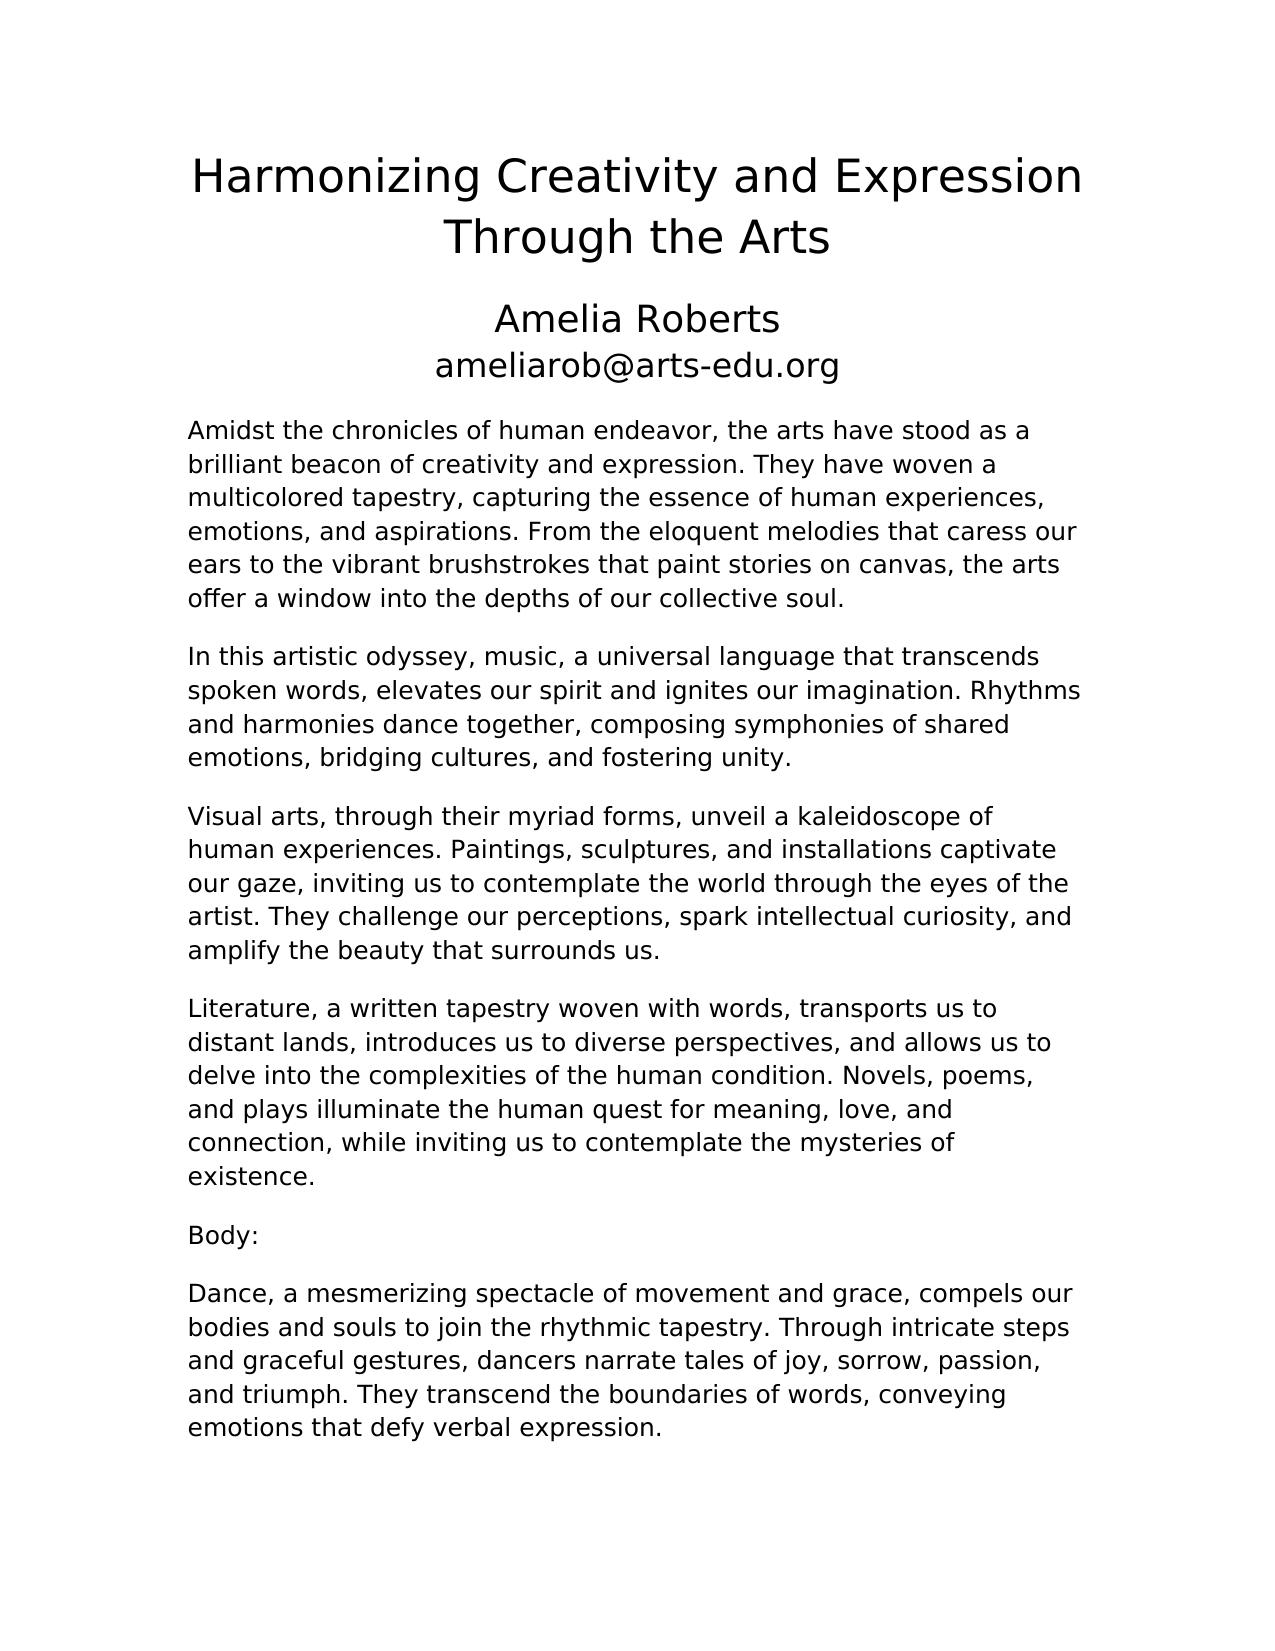 Harmonizing Creativity and Expression
Through the Arts
Amelia Roberts
ameliarob@arts-edu.org
Amidst the chronicles of human endeavor, the arts have stood as a
brilliant beacon of creativity and expression. They have woven a
multicolored tapestry, capturing the essence of human experiences,
emotions, and aspirations. From the eloquent melodies that caress our
ears to the vibrant brushstrokes that paint stories on canvas, the arts
offer a window into the depths of our collective soul.
In this artistic odyssey, music, a universal language that transcends
spoken words, elevates our spirit and ignites our imagination. Rhythms
and harmonies dance together, composing symphonies of shared
emotions, bridging cultures, and fostering unity.
Visual arts, through their myriad forms, unveil a kaleidoscope of
human experiences. Paintings, sculptures, and installations captivate
our gaze, inviting us to contemplate the world through the eyes of the
artist. They challenge our perceptions, spark intellectual curiosity, and
amplify the beauty that surrounds us.
Literature, a written tapestry woven with words, transports us to
distant lands, introduces us to diverse perspectives, and allows us to
delve into the complexities of the human condition. Novels, poems,
and plays illuminate the human quest for meaning, love, and
connection, while inviting us to contemplate the mysteries of
existence.
Body:
Dance, a mesmerizing spectacle of movement and grace, compels our
bodies and souls to join the rhythmic tapestry. Through intricate steps
and graceful gestures, dancers narrate tales of joy, sorrow, passion,
and triumph. They transcend the boundaries of words, conveying
emotions that defy verbal expression.